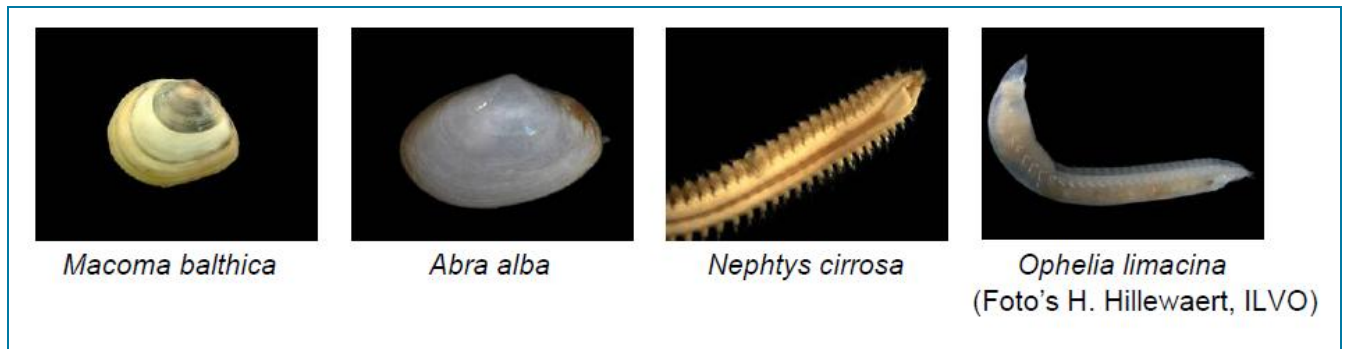 Macoma balthica
Abra alba
Nephtys cirrosa
Ophelia limacina
(Foto's H. Hillewaert, ILVO)